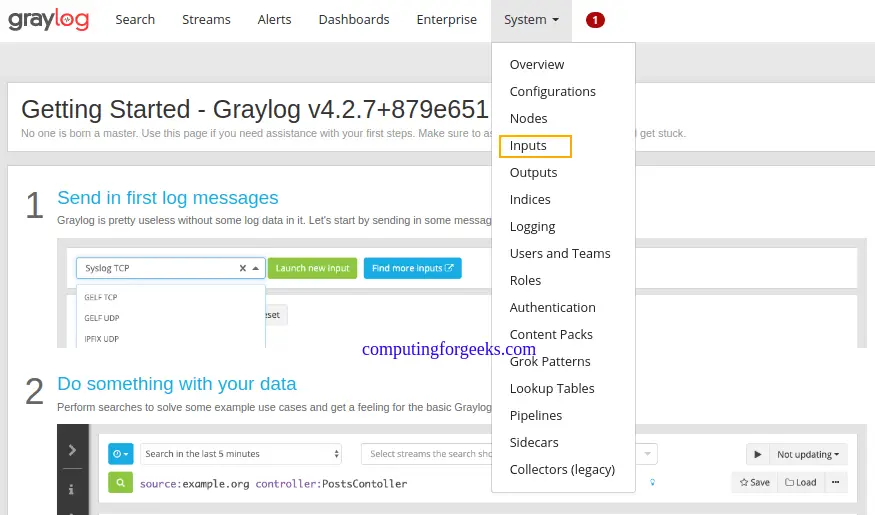 graylog Search Streams Alerts Dashboards Enterprise System 1
Overview
Configurations
Nodes
Inputs
Outputs
Indices
Logging
Users and Teams
Roles
Authentication
Content Packs
Grok Patterns
Lookup Tables
Pipelines
Sidecars
Collectors (legacy)
Getting Started - Graylog v4.2.7+879e651
No one is born a master. Use this page if you need assistance with your first steps. Make sure to as get stuck.
1 Send in first log messages
Graylog is pretty useless without some log data in it. Let's start by sending in some messag
Syslog TCP Launch new input Find more inputs
GELF TCP
eset
GELF UDP
IPFIX UDP
computingforgeeks.com
2 Do something with your data
Perform searches to solve some example use cases and get a feeling for the basic Graylog
Search in the last 5 minutes Select streams the search sho Not updating
source:example.org controller:PostsContoller Save Load ...